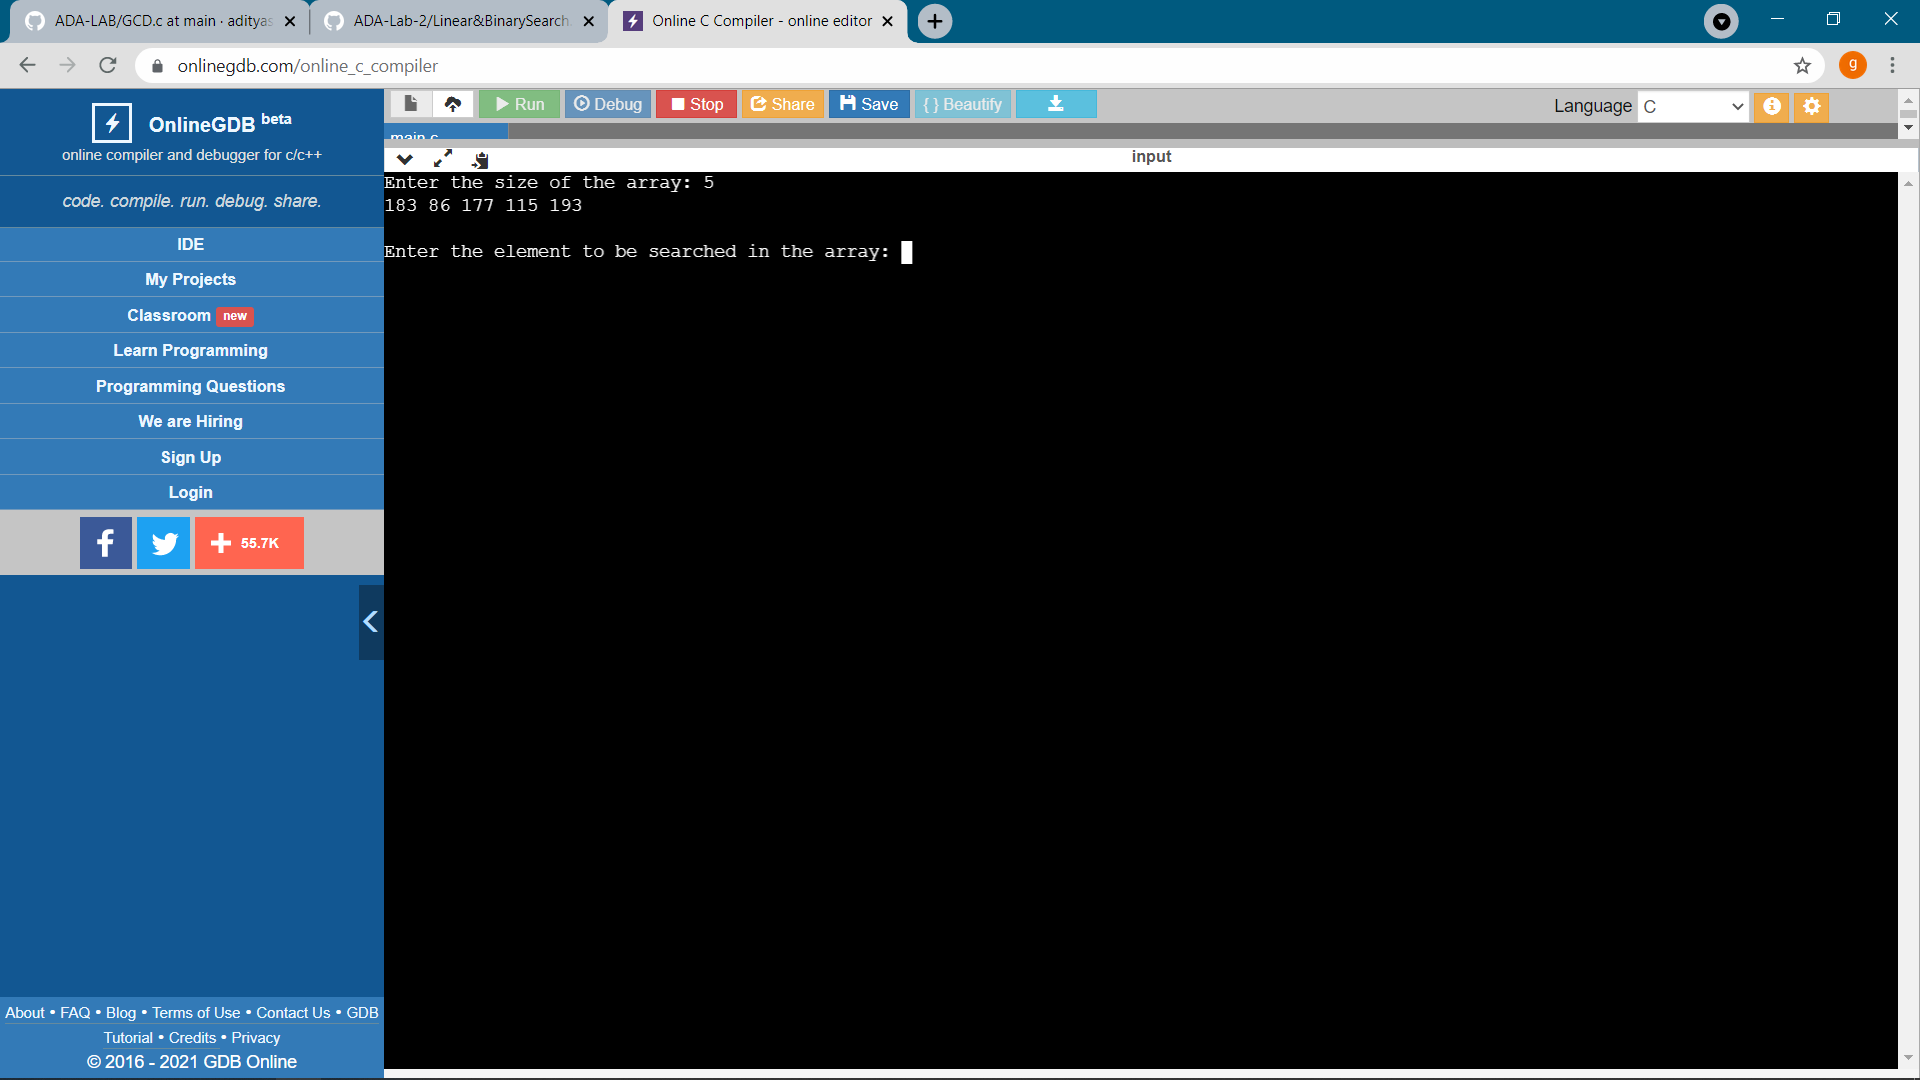 ADA-LAB/GCD.c at main · adityas
ADA-Lab-2/Linear&BinarySearch.
Online C Compiler - online editor
onlinegdb.com/online_c_compiler
g
OnlineGDB beta
online compiler and debugger for c/c++
code. compile. run. debug. share.
IDE
My Projects
Classroom new
Learn Programming
Programming Questions
We are Hiring
Sign Up
Login
55.7K
About • FAQ • Blog • Terms of Use • Contact Us • GDB
Tutorial • Credits • Privacy
© 2016 - 2021 GDB Online
Run Debug Stop Share Save { } Beautify
Language C
main.c
input
Enter the size of the array: 5
183 86 177 115 193
Enter the element to be searched in the array: